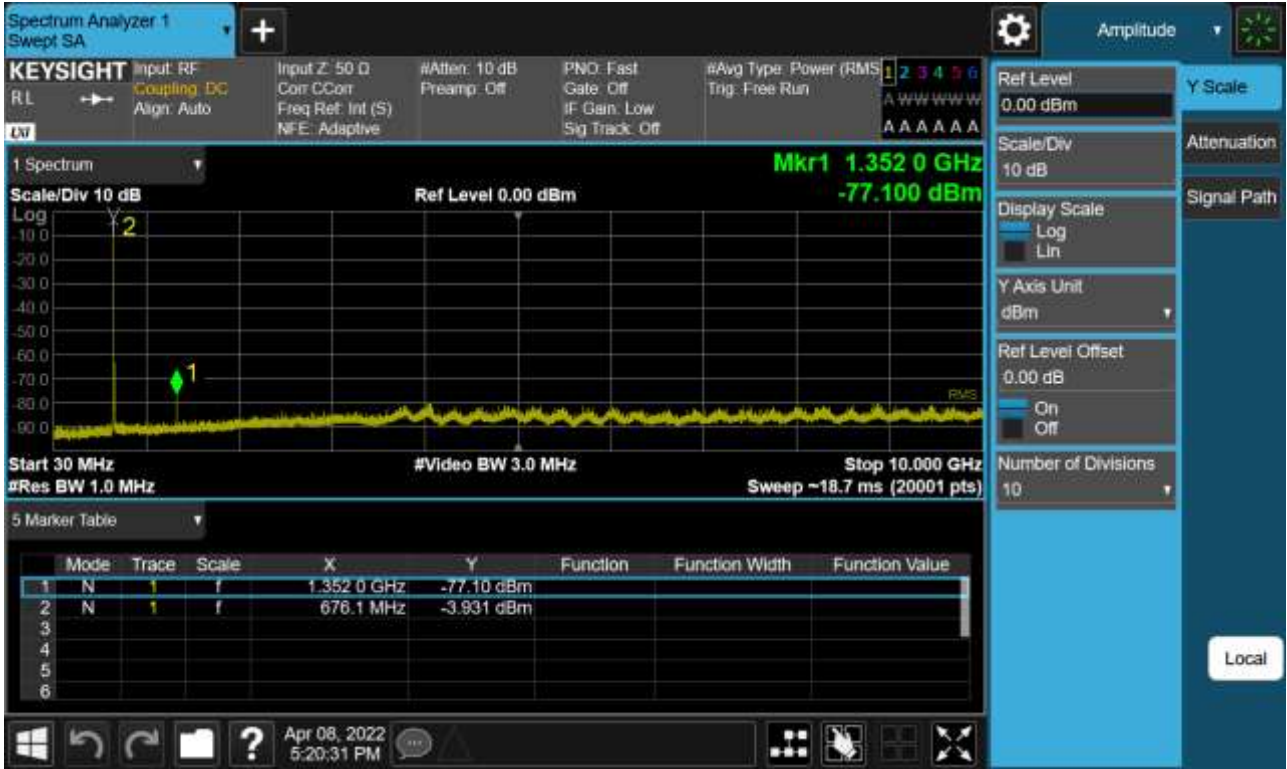 Spectrum Analyzer 1
Swept SA
+
Amplitude
KEYSIGHT
RL
LXI
Input: RF
Coupling: DC
Align: Auto
Input Z: 50 Ω
Corr CCorr
Freq Ref: Int (S)
NFE: Adaptive
#Atten: 10 dB
Preamp: Off
PNO: Fast
Gate: Off
IF Gain: Low
Sig Track: Off
#Avg Type: Power (RMS
Trig: Free Run
1 2 3 4 5 6
A W W W W W
A A A A A A
1 Spectrum
Scale/Div 10 dB
Ref Level 0.00 dBm
Mkr1 1.352 0 GHz
-77.100 dBm
Log
-10.0
-20.0
-30.0
-40.0
-50.0
-60.0
-70.0
-80.0
-90.0
2
1
RMS
Start 30 MHz
#Video BW 3.0 MHz
Stop 10.000 GHz
#Res BW 1.0 MHz
Sweep ~18.7 ms (20001 pts)
5 Marker Table
Mode Trace Scale X Y Function Function Width Function Value
1 N 1 f 1.352 0 GHz -77.10 dBm
2 N 1 f 676.1 MHz -3.931 dBm
3
4
5
6
Ref Level
0.00 dBm
Scale/Div
10 dB
Display Scale
Log
Lin
Y Axis Unit
dBm
Ref Level Offset
0.00 dB
On
Off
Number of Divisions
10
Y Scale
Attenuation
Signal Path
Local
?
Apr 08, 2022
5:20:31 PM